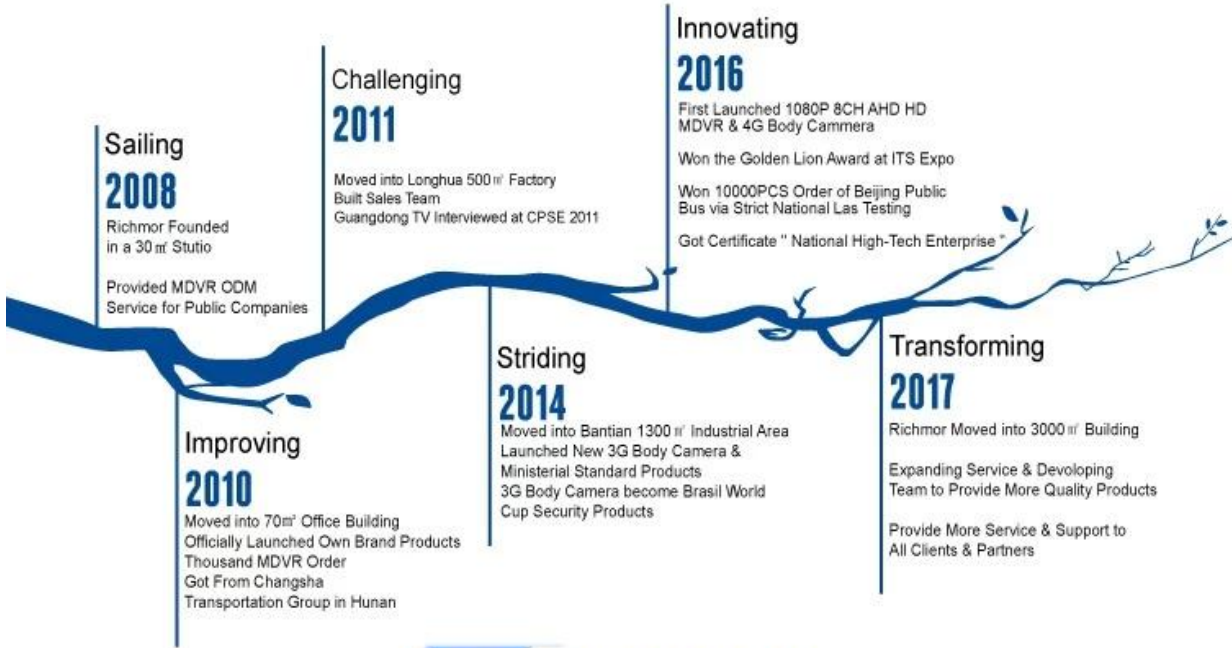 Sailing
2008
Richmor Founded
in a 30㎡ Stutio
Provided MDVR ODM
Service for Public Companies
Improving
2010
Moved into 70㎡ Office Building
Officially Launched Own Brand Products
Thousand MDVR Order
Got From Changsha
Transportation Group in Hunan
Challenging
2011
Moved into Longhua 500㎡ Factory
Built Sales Team
Guangdong TV Interviewed at CPSE 2011
Striding
2014
Moved into Bantian 1300㎡ Industrial Area
Launched New 3G Body Camera &
Ministerial Standard Products
3G Body Camera become Brasil World
Cup Security Products
Innovating
2016
First Launched 1080P 8CH AHD HD
MDVR & 4G Body Cammera
Won the Golden Lion Award at ITS Expo
Won 10000PCS Order of Beijing Public
Bus via Strict National Las Testing
Got Certificate " National High-Tech Enterprise "
Transforming
2017
Richmor Moved into 3000㎡ Building
Expanding Service & Devoloping
Team to Provide More Quality Products
Provide More Service & Support to
All Clients & Partners